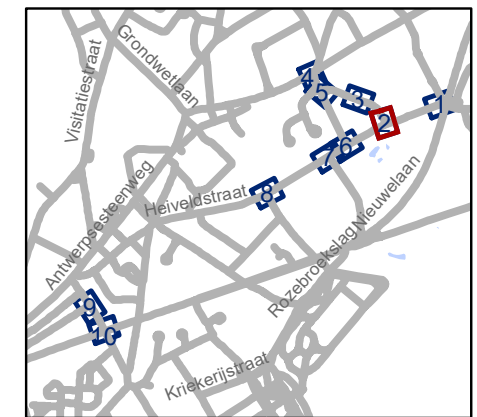 Grondwetlaan
Visitatiestraat
4
5
3
1
2
6
7
Antwerpsesteenweg
Heiveldstraat
8
Nieuwelaan
Rozebroekslag
9
10
Kriekerijstraat